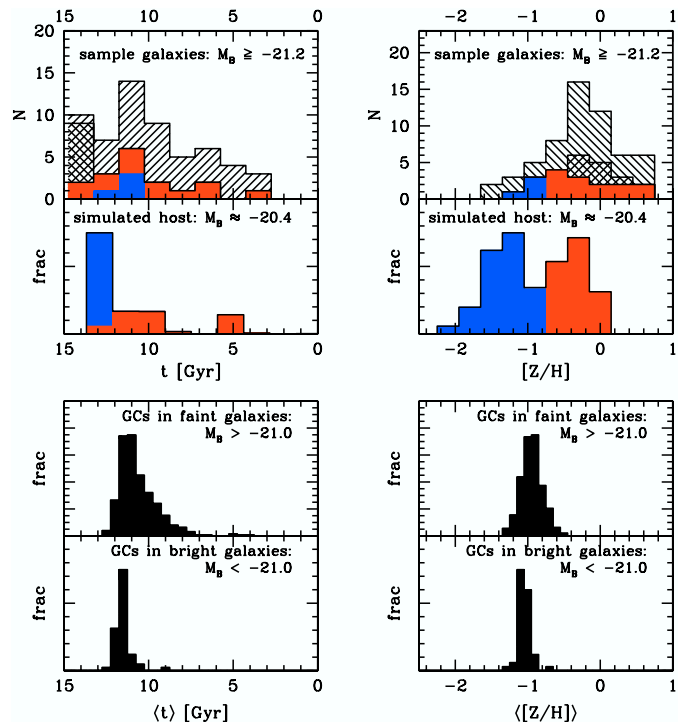 15 10 5 0
−2 −1 0 1
20
15
10
5
0
N
sample galaxies: M_B ≧ −21.2
20
15
10
5
0
N
sample galaxies: M_B ≧ −21.2
frac
simulated host: M_B ≈ −20.4
frac
simulated host: M_B ≈ −20.4
15 10 5 0
t [Gyr]
−2 −1 0 1
[Z/H]
frac
GCs in faint galaxies:
M_B > −21.0
frac
GCs in faint galaxies:
M_B > −21.0
frac
GCs in bright galaxies:
M_B < −21.0
frac
GCs in bright galaxies:
M_B < −21.0
15 10 5 0
⟨t⟩ [Gyr]
−2 −1 0 1
⟨[Z/H]⟩